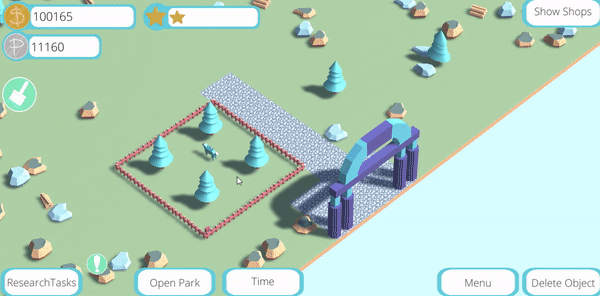 100165
Show Shops
11160
ResearchTasks
Open Park
Time
Menu
Delete Object